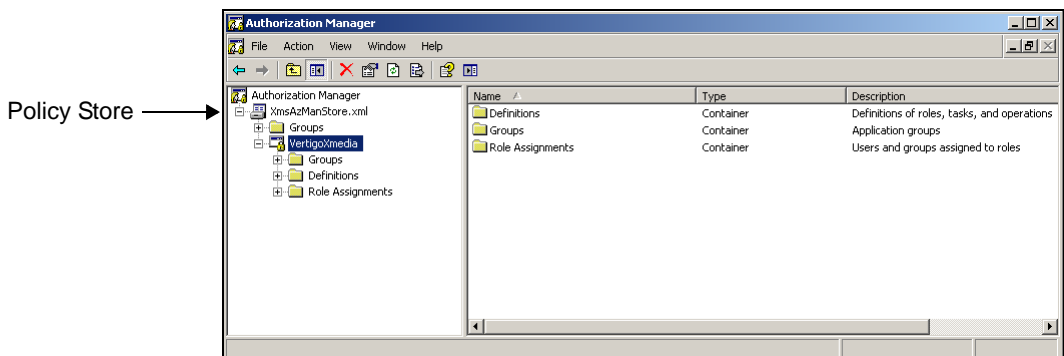 Authorization Manager
File Action View Window Help
Policy Store
Authorization Manager
XmsAzManStore.xml
Groups
VertigoXmedia
Groups
Definitions
Role Assignments
Name Type Description
Definitions Container Definitions of roles, tasks, and operations
Groups Container Application groups
Role Assignments Container Users and groups assigned to roles